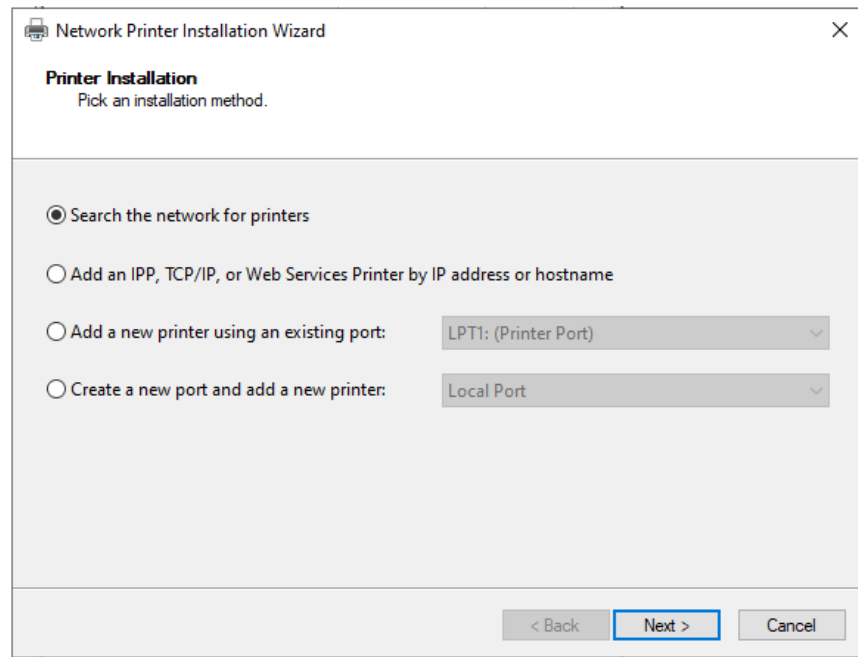 Network Printer Installation Wizard
Printer Installation
Pick an installation method.
Search the network for printers
Add an IPP, TCP/IP, or Web Services Printer by IP address or hostname
Add a new printer using an existing port: LPT1: (Printer Port)
Create a new port and add a new printer: Local Port
< Back Next > Cancel